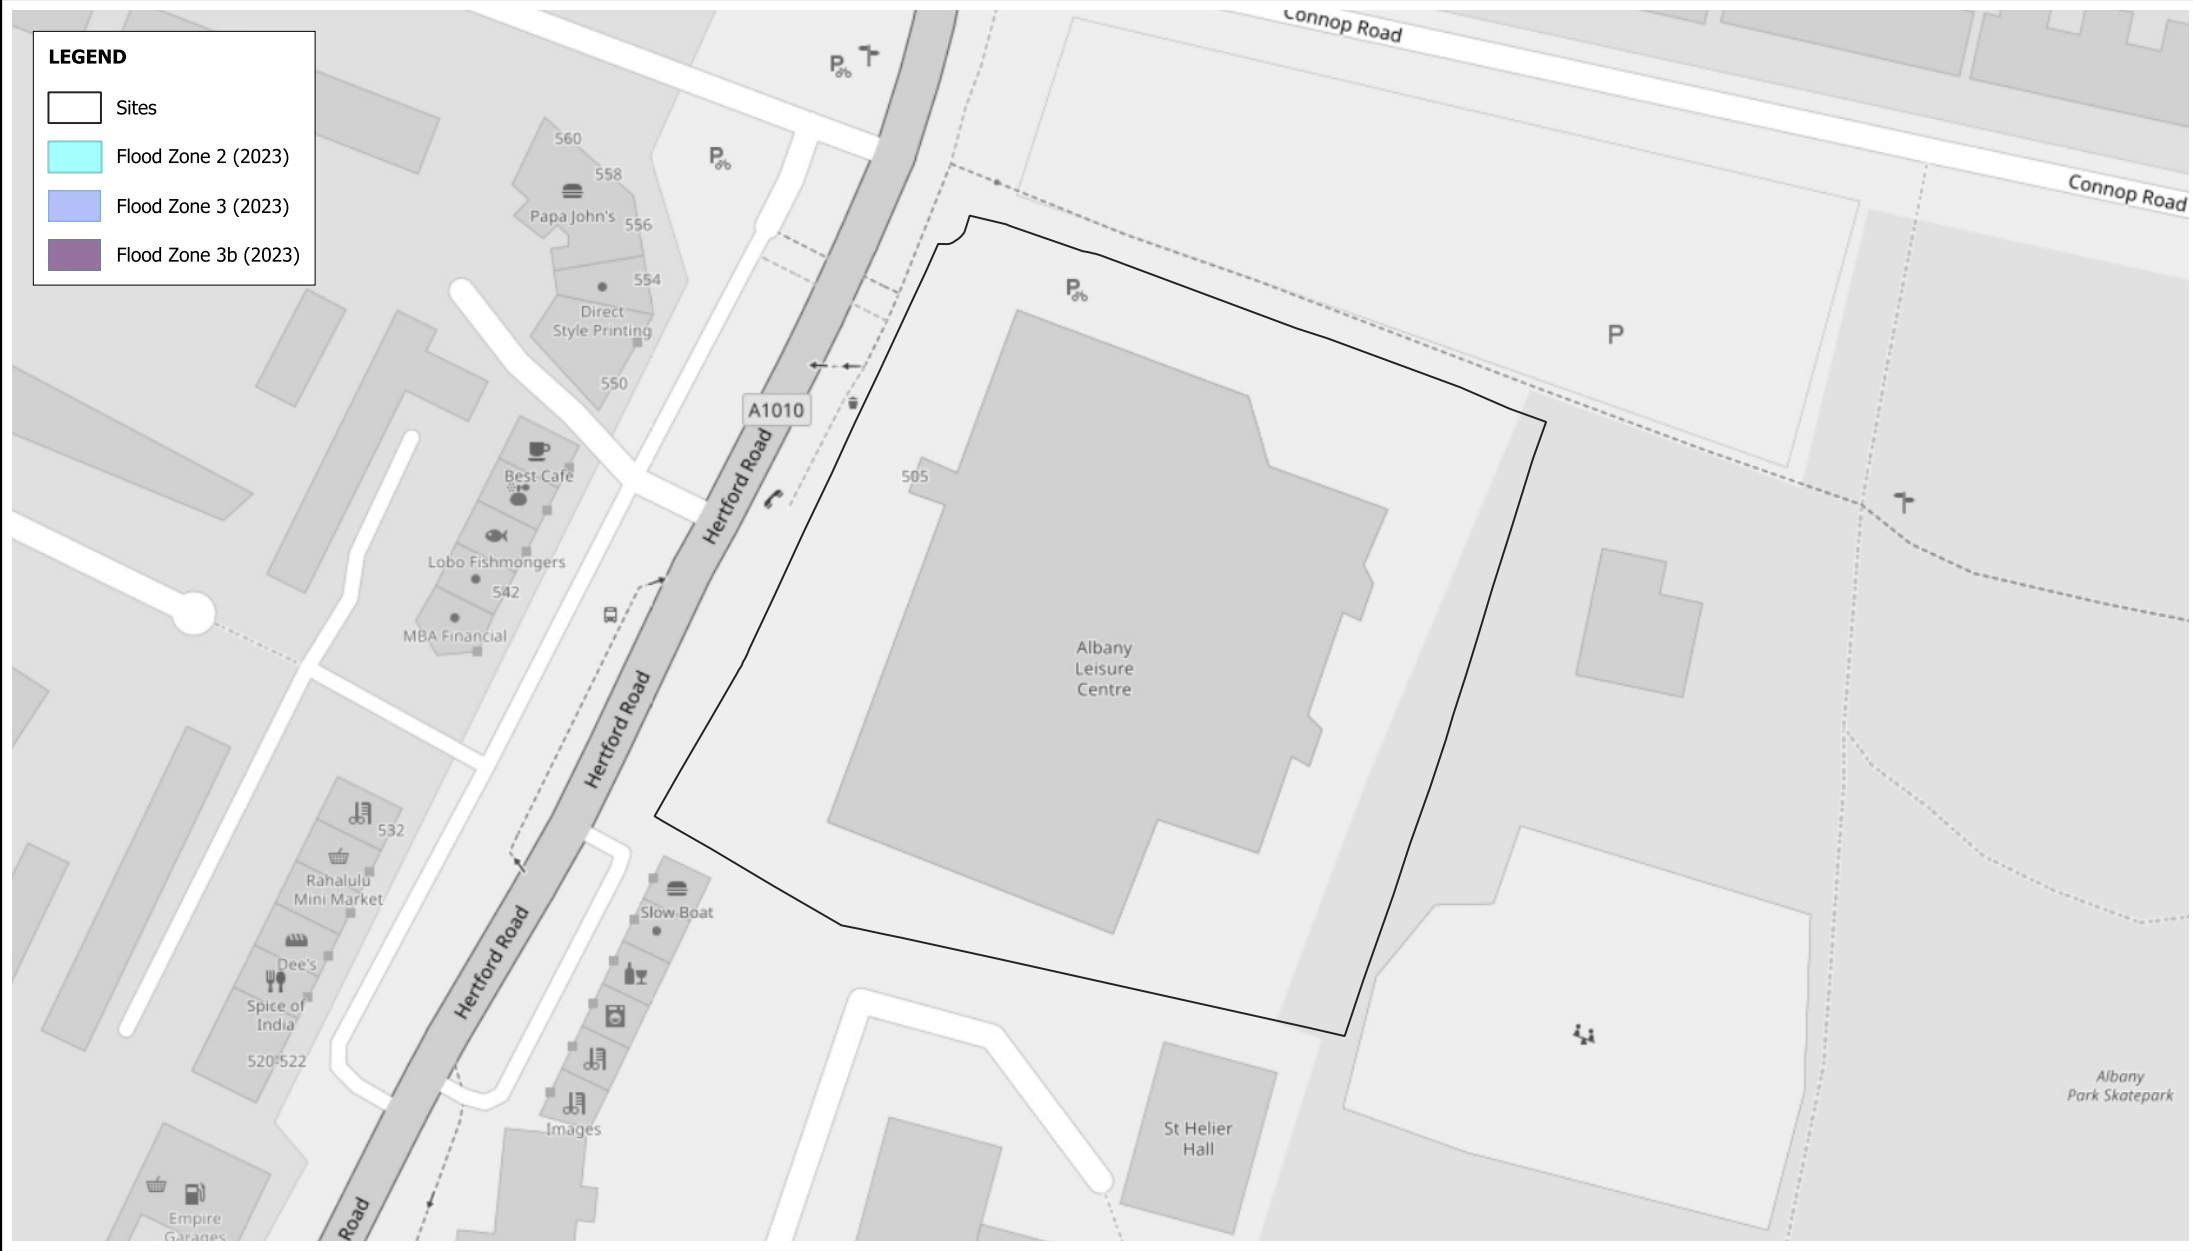 LEGEND
Sites
Flood Zone 2 (2023)
Flood Zone 3 (2023)
Flood Zone 3b (2023)
Connop Road
Connop Road
P
P
560
558
Papa John's
556
554
Direct
Style Printing
550
P
P
A1010
Hertford Road
505
Best Cafe
Lobo Fishmongers
542
MBA Financial
Hertford Road
Albany
Leisure
Centre
532
Rahalulu
Mini Market
Dee's
Spice of
India
520-522
Hertford Road
Slow Boat
Images
St Helier
Hall
Albany
Park Skatepark
Empire
Garages
Road